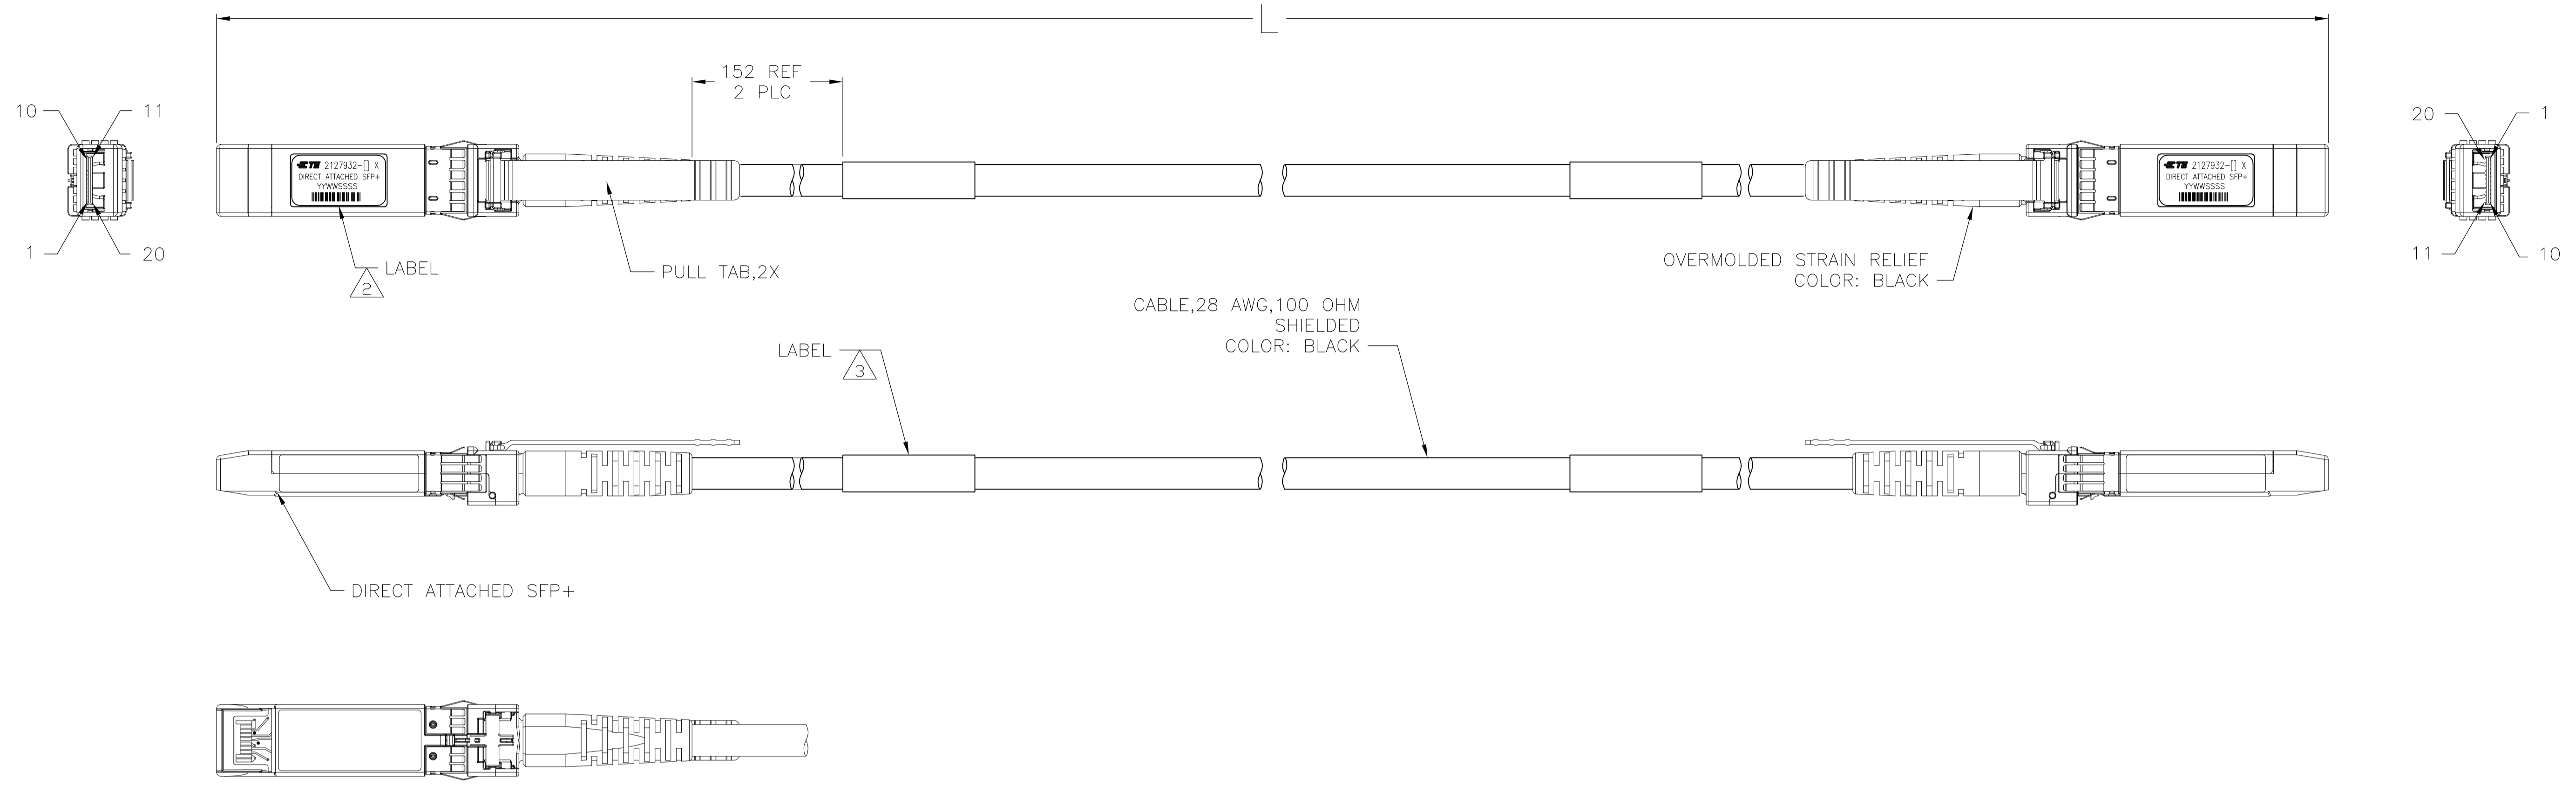 L
152 REF
2 PLC
10
11
1
20
TE 2127932-[] X
DIRECT ATTACHED SFP+
YYWWSSSS
LABEL
2
PULL TAB,2X
TE 2127932-[] X
DIRECT ATTACHED SFP+
YYWWSSSS
20
1
11
10
OVERMOLDED STRAIN RELIEF
COLOR: BLACK
CABLE,28 AWG,100 OHM
SHIELDED
COLOR: BLACK
LABEL
3
DIRECT ATTACHED SFP+